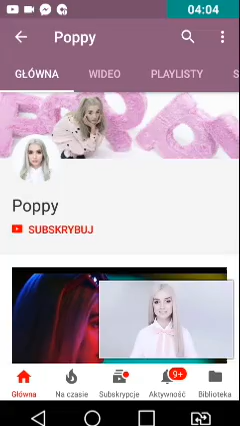 04:04
Poppy
GŁÓWNA WIDEO PLAYLISTY S
Poppy
SUBSKRYBUJ
9+
Główna Na czasie Subskrypcje Aktywność Biblioteka